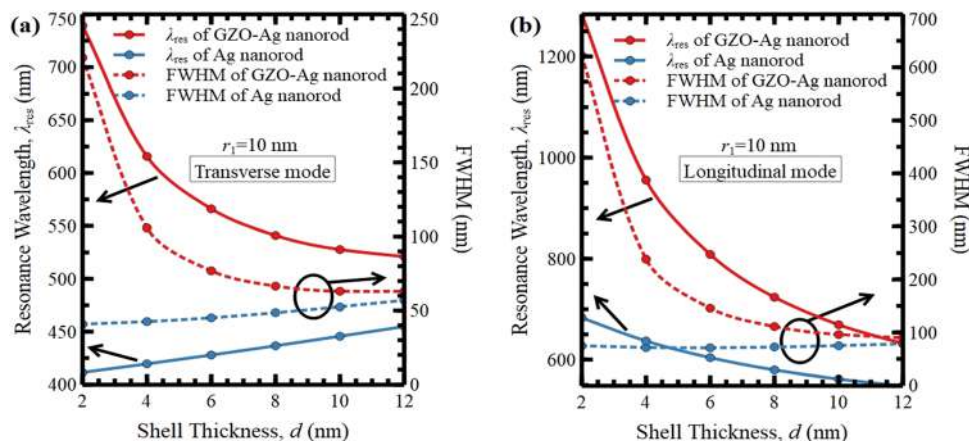 (a)
750
700
650
600
550
500
450
400
Resonance Wavelength, λres (nm)
λres of GZO-Ag nanorod
λres of Ag nanorod
FWHM of GZO-Ag nanorod
FWHM of Ag nanorod
r1=10 nm
Transverse mode
250
200
150
100
50
0
FWHM (nm)
2 4 6 8 10 12
Shell Thickness, d (nm)
(b)
1200
1000
800
600
Resonance Wavelength, λres (nm)
λres of GZO-Ag nanorod
λres of Ag nanorod
FWHM of GZO-Ag nanorod
FWHM of Ag nanorod
r1=10 nm
Longitudinal mode
700
600
500
400
300
200
100
0
FWHM (nm)
2 4 6 8 10 12
Shell Thickness, d (nm)